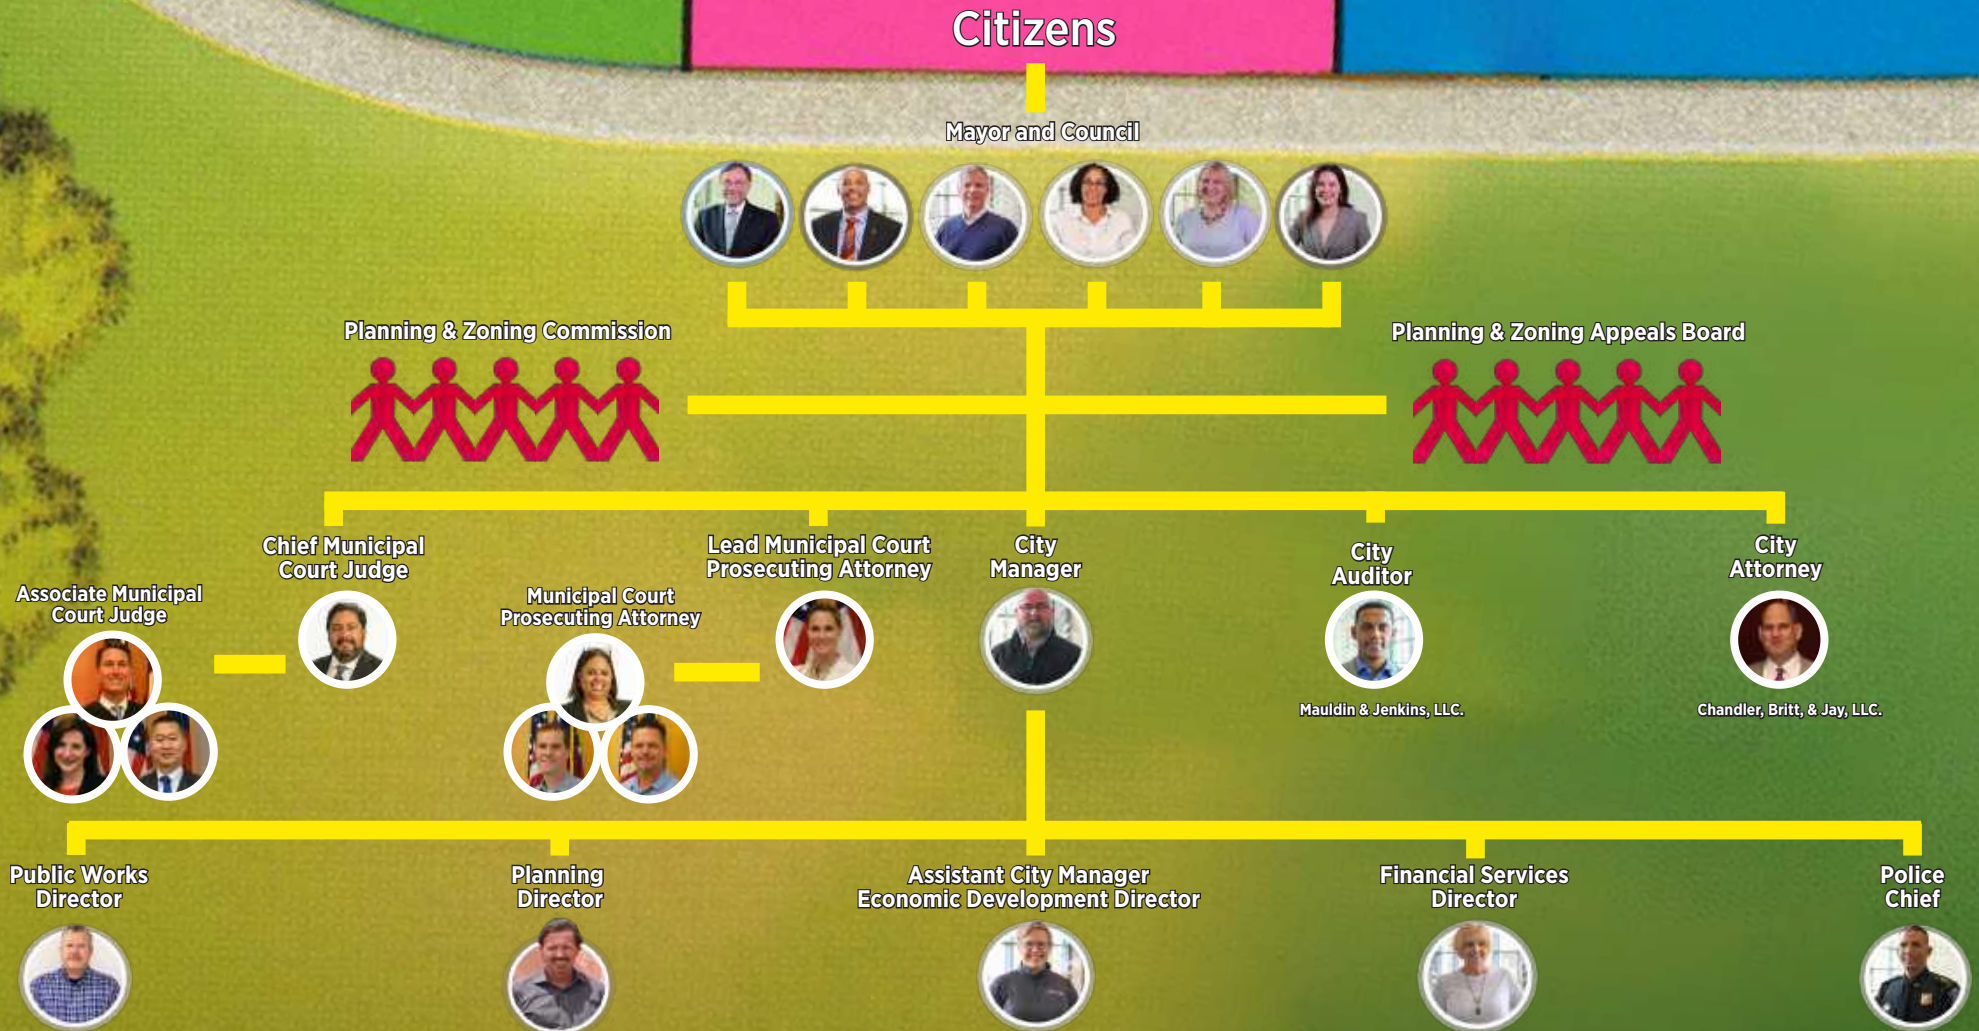 Citizens
Mayor and Council
Planning & Zoning Commission
Planning & Zoning Appeals Board
Chief Municipal
Court Judge
Lead Municipal Court
Prosecuting Attorney
City
Manager
City
Auditor
City
Attorney
Associate Municipal
Court Judge
Municipal Court
Prosecuting Attorney
Mauldin & Jenkins, LLC.
Chandler, Britt, & Jay, LLC.
Public Works
Director
Planning
Director
Assistant City Manager
Economic Development Director
Financial Services
Director
Police
Chief